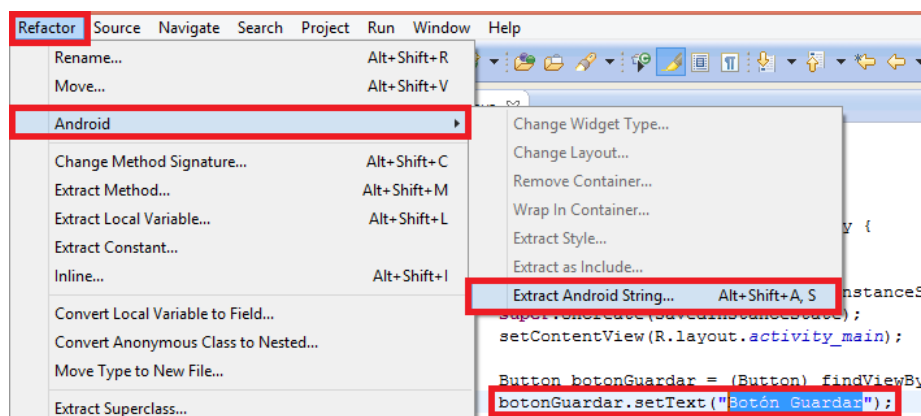 Refactor Source Navigate Search Project Run Window Help
Rename... Alt+Shift+R
Move... Alt+Shift+V
Android
Change Method Signature... Alt+Shift+C
Extract Method... Alt+Shift+M
Extract Local Variable... Alt+Shift+L
Extract Constant...
Inline... Alt+Shift+I
Convert Local Variable to Field...
Convert Anonymous Class to Nested...
Move Type to New File...
Extract Superclass...
Change Widget Type...
Change Layout...
Remove Container...
Wrap In Container...
Extract Style...
Extract as Include...
Extract Android String... Alt+Shift+A, S
y {
nstanceS
setContentView(R.layout.activity_main);
Button botonGuardar = (Button) findViewBy
botonGuardar.setText("Botón Guardar");